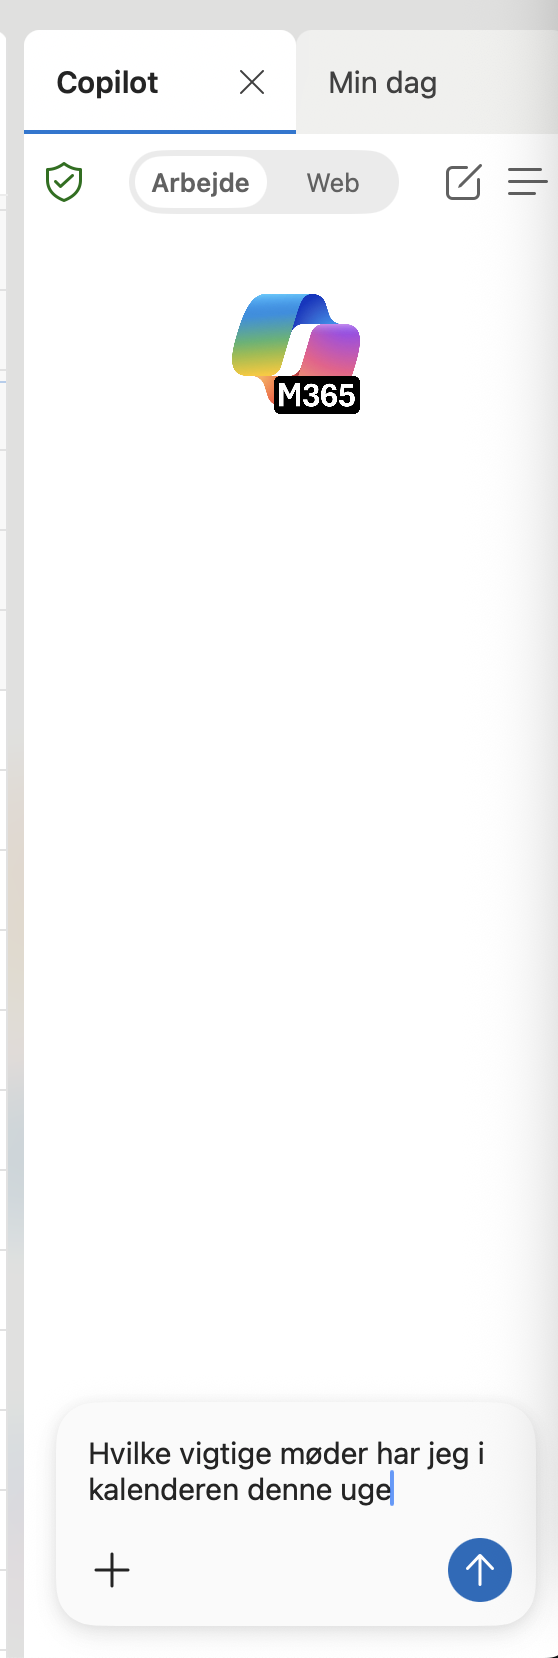 Copilot
Min dag
Arbejde
Web
M365
Hvilke vigtige møder har jeg i
kalenderen denne uge